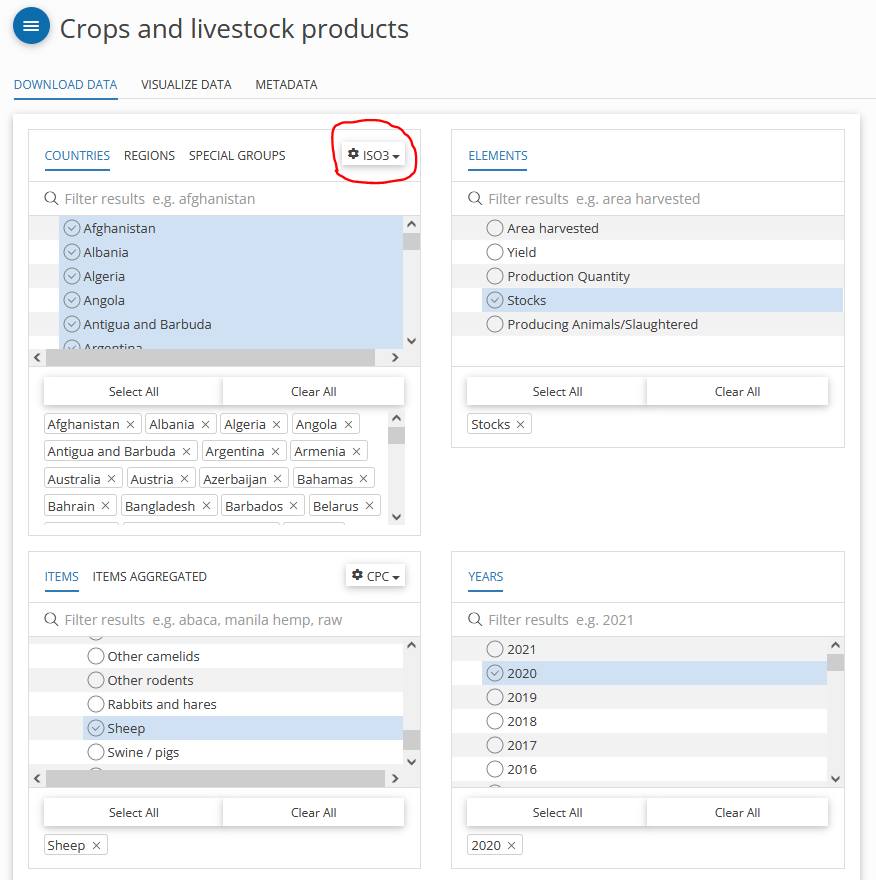 Crops and livestock products
DOWNLOAD DATA VISUALIZE DATA METADATA
COUNTRIES REGIONS SPECIAL GROUPS ISO3
Filter results e.g. afghanistan
Afghanistan
Albania
Algeria
Angola
Antigua and Barbuda
Argentina
Select All Clear All
Afghanistan × Albania × Algeria × Angola ×
Antigua and Barbuda × Argentina × Armenia ×
Australia × Austria × Azerbaijan × Bahamas ×
Bahrain × Bangladesh × Barbados × Belarus ×
ELEMENTS
Filter results e.g. area harvested
Area harvested
Yield
Production Quantity
Stocks
Producing Animals/Slaughtered
Select All Clear All
Stocks ×
ITEMS ITEMS AGGREGATED CPC
Filter results e.g. abaca, manila hemp, raw
Other camelids
Other rodents
Rabbits and hares
Sheep
Swine / pigs
Select All Clear All
Sheep ×
YEARS
Filter results e.g. 2021
2021
2020
2019
2018
2017
2016
Select All Clear All
2020 ×